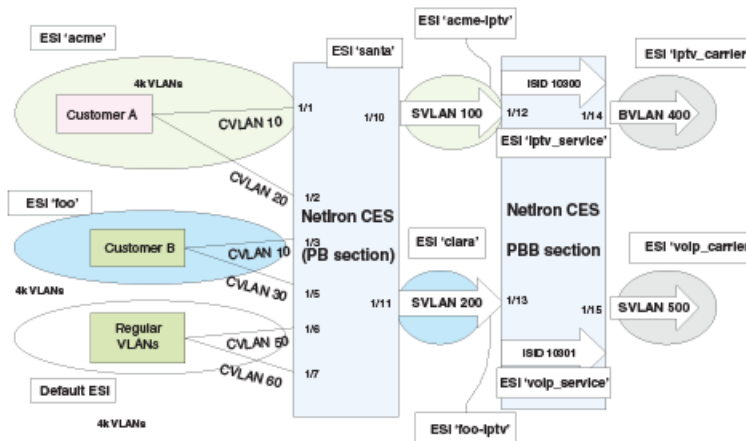 ESI 'acme'
ESI 'santa'
ESI 'acme-iptv'
ESI 'iptv_carrier
4k VLANs
Customer A
CVLAN 10
CVLAN 20
1/1
1/10
SVLAN 100
ISID 10300
1/12
1/14
BVLAN 400
ESI 'iptv_service'
1/2
ESI 'foo'
NetIron CES
(PB section)
NetIron CES
PBB section
Customer B
CVLAN 10
CVLAN 30
1/3
1/5
4k VLANs
ESI 'clara'
ESI 'voip_carrier
1/11
SVLAN 200
1/13
1/15
SVLAN 500
Regular
VLANs
CVLAN 50
CVLAN 60
1/6
1/7
ISID 10301
ESI 'voip_service'
Default ESI
4k VLANs
ESI 'foo-iptv'